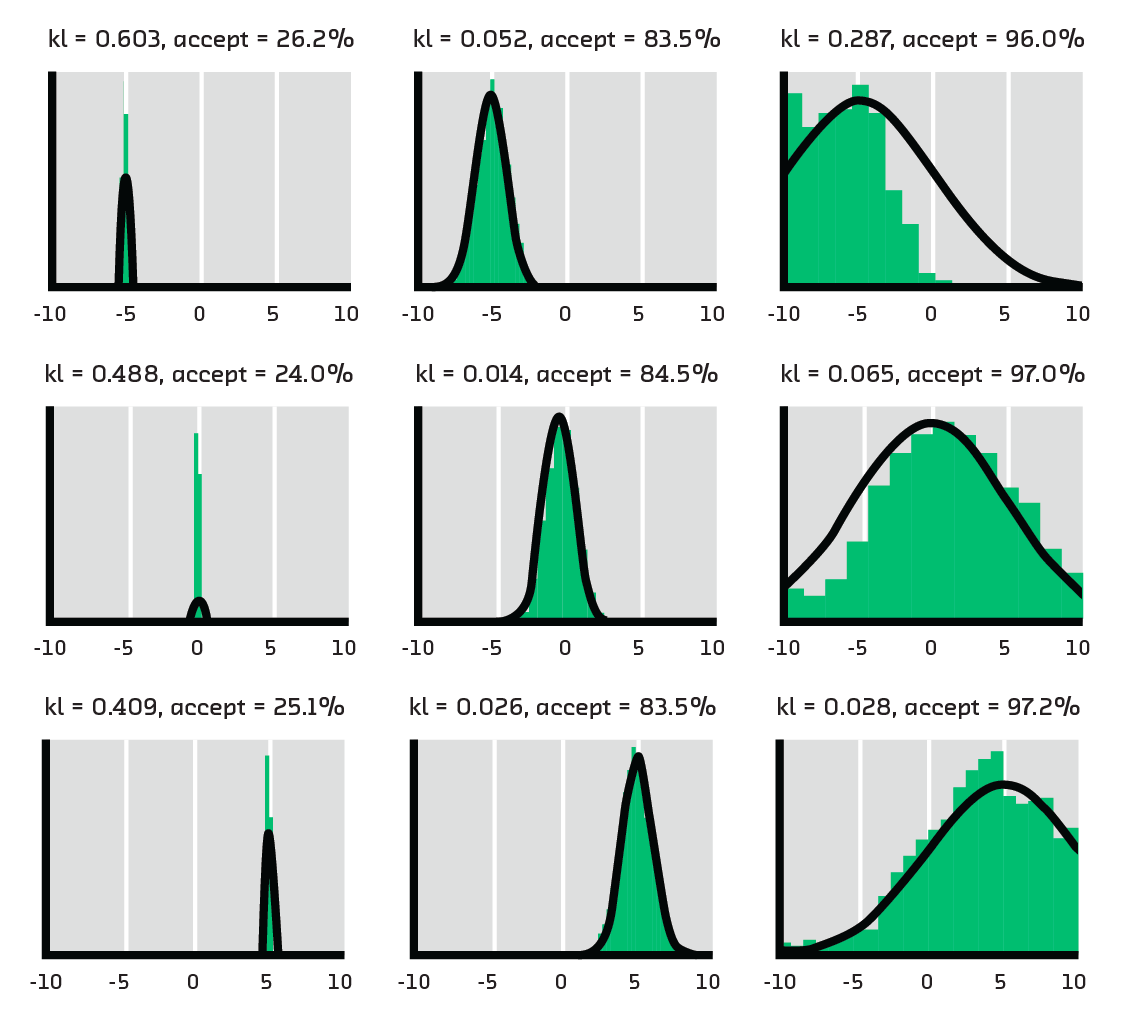 kl = 0.603, accept = 26.2% kl = 0.052, accept = 83.5% kl = 0.287, accept = 96.0%
-10 -5 0 5 10 -10 -5 0 5 10 -10 -5 0 5 10
kl = 0.488, accept = 24.0% kl = 0.014, accept = 84.5% kl = 0.065, accept = 97.0%
-10 -5 0 5 10 -10 -5 0 5 10 -10 -5 0 5 10
kl = 0.409, accept = 25.1% kl = 0.026, accept = 83.5% kl = 0.028, accept = 97.2%
-10 -5 0 5 10 -10 -5 0 5 10 -10 -5 0 5 10